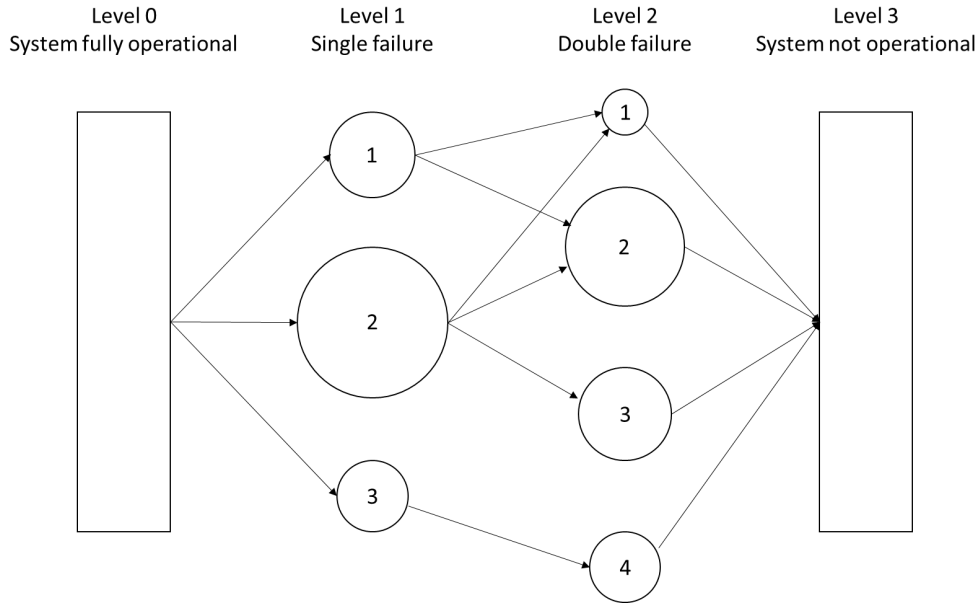 Level 0
System fully operational
Level 1
Single failure
Level 2
Double failure
Level 3
System not operational
1
2
3
1
2
3
4